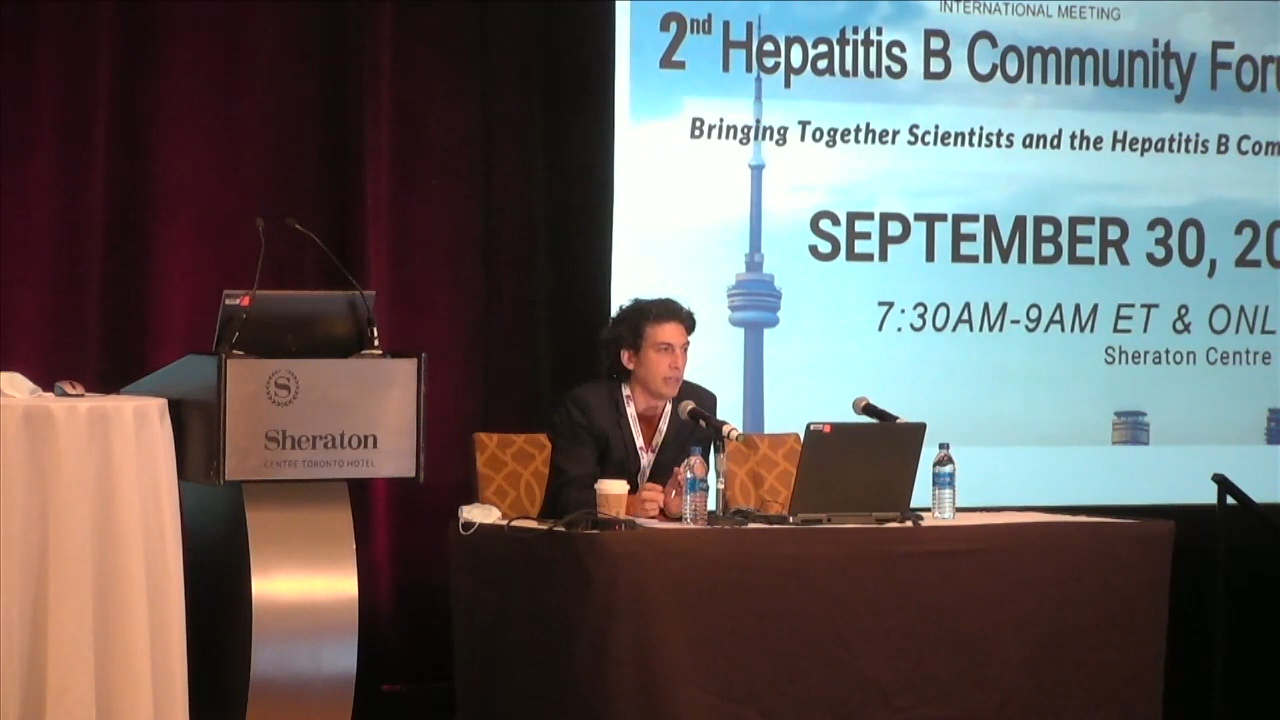 INTERNATIONAL MEETING
2nd Hepatitis B Community For
Bringing Together Scientists and the Hepatitis B Com
SEPTEMBER 30, 20
7:30AM-9AM ET & ONL
Sheraton Centre
S
Sheraton
CENTRE TORONTO HOTEL